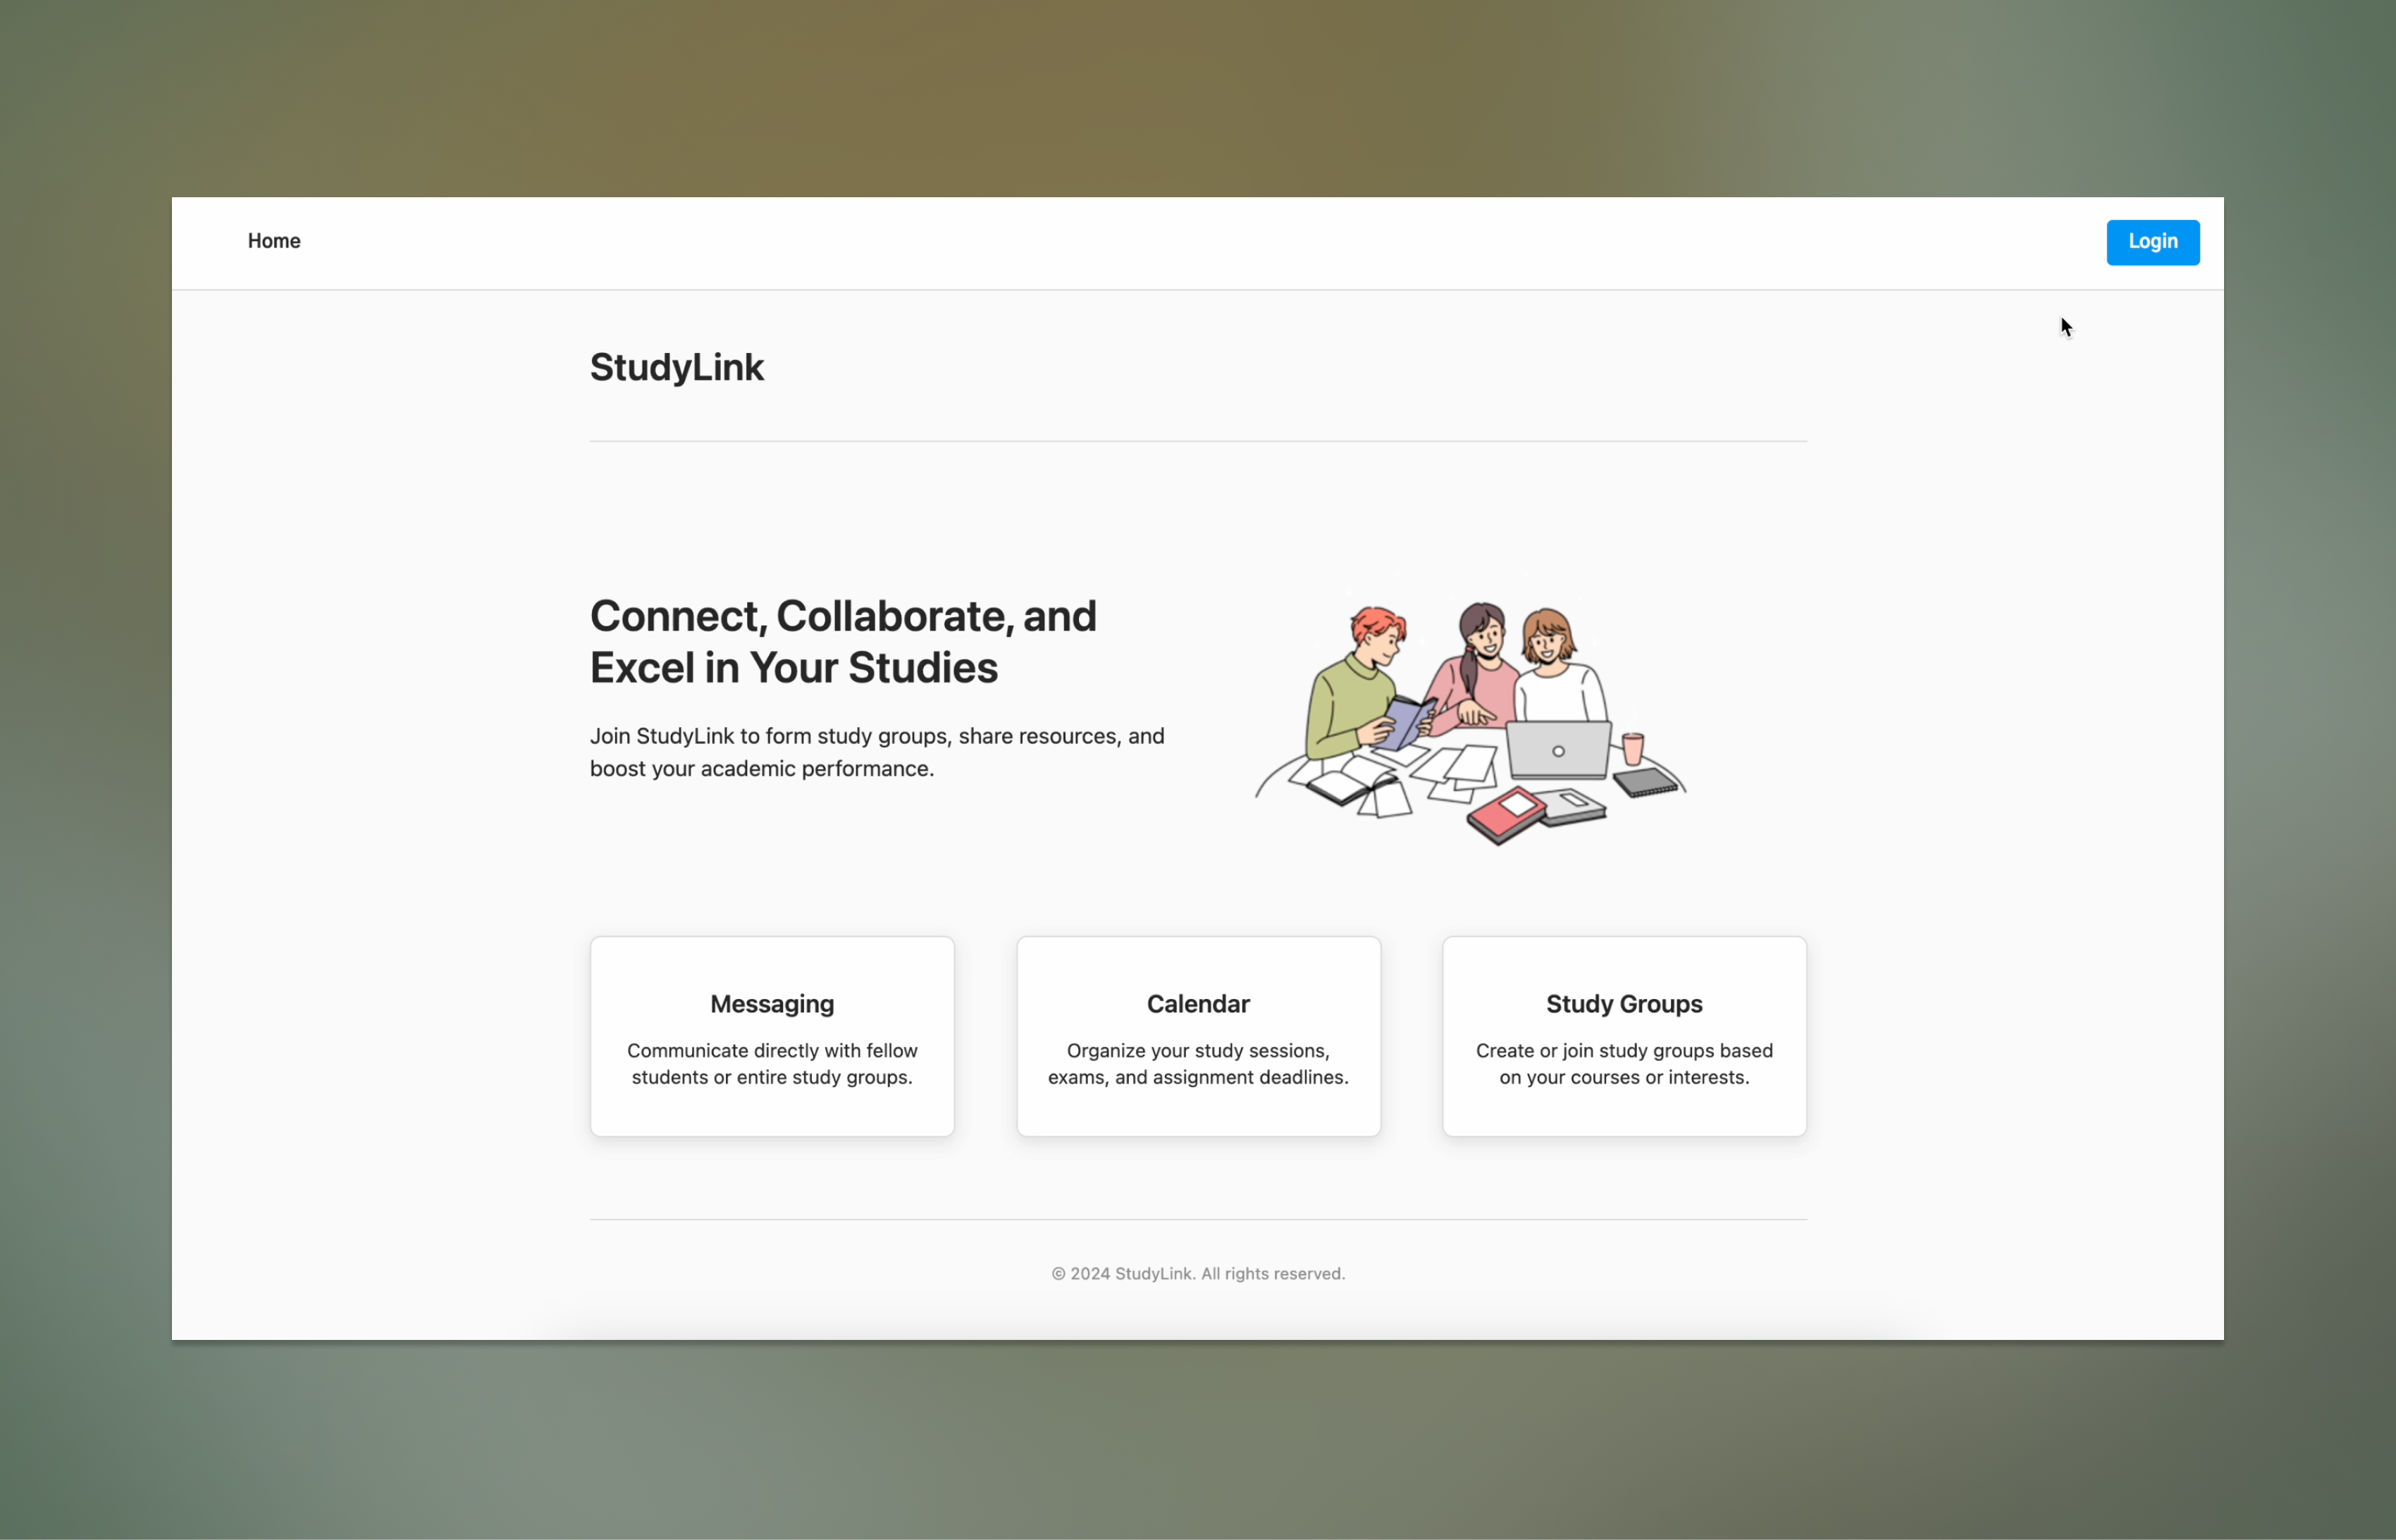 Home
Login
StudyLink
Connect, Collaborate, and
Excel in Your Studies
Join StudyLink to form study groups, share resources, and
boost your academic performance.
Messaging
Communicate directly with fellow
students or entire study groups.
Calendar
Organize your study sessions,
exams, and assignment deadlines.
Study Groups
Create or join study groups based
on your courses or interests.
© 2024 StudyLink. All rights reserved.